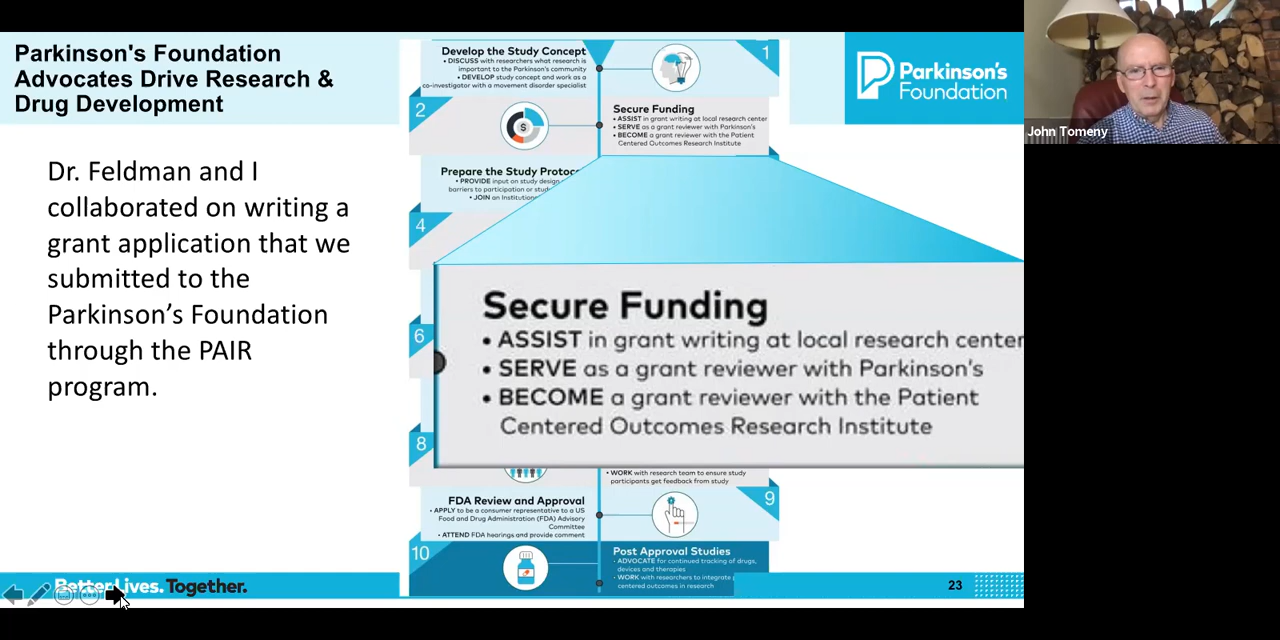 Parkinson's Foundation
Advocates Drive Research &
Drug Development
Dr. Feldman and I
collaborated on writing a
grant application that we
submitted to the
Parkinson's Foundation
through the PAIR
program.
Develop the Study Concept
• DISCUSS with researchers what research is
important to the Parkinson's community
• DEVELOP study concept and work as a
co-investigator with a movement disorder specialist
1
2
$
Secure Funding
• ASSIST in grant writing at local research center
• SERVE as a grant reviewer with Parkinson's
• BECOME a grant reviewer with the Patient
Centered Outcomes Research Institute
Prepare the Study Protoc
• PROVIDE input on study design
barriers to participation or stud
• JOIN an Institution
4
Secure Funding
• ASSIST in grant writing at local research center
• SERVE as a grant reviewer with Parkinson's
• BECOME a grant reviewer with the Patient
Centered Outcomes Research Institute
6
8
• WORK with research team to ensure study
participants get feedback from study
FDA Review and Approval
• APPLY to be a consumer representative to a US
Food and Drug Administration (FDA) Advisory
Committee
• ATTEND FDA hearings and provide comment
9
10
Post Approval Studies
• ADVOCATE for continued tracking of drugs,
devices and therapies
• WORK with researchers to integrate
centered outcomes in research
Better Lives. Together.
23
Parkinson's
Foundation
John Tomeny